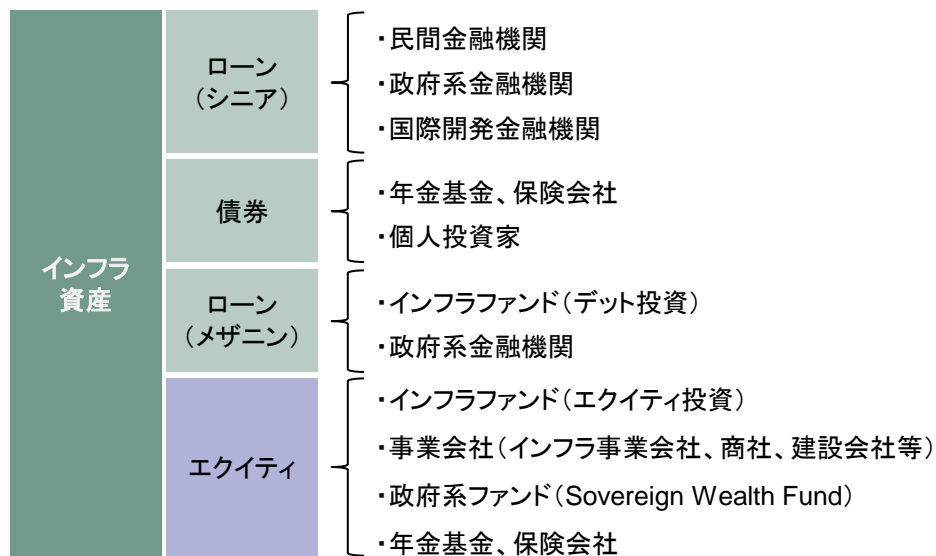 インフラ
資産
ローン
（シニア）
・民間金融機関
・政府系金融機関
・国際開発金融機関
債券
・年金基金、保険会社
・個人投資家
ローン
（メザニン）
・インフラファンド（デット投資）
・政府系金融機関
エクイティ
・インフラファンド（エクイティ投資）
・事業会社（インフラ事業会社、商社、建設会社等）
・政府系ファンド（Sovereign Wealth Fund）
・年金基金、保険会社